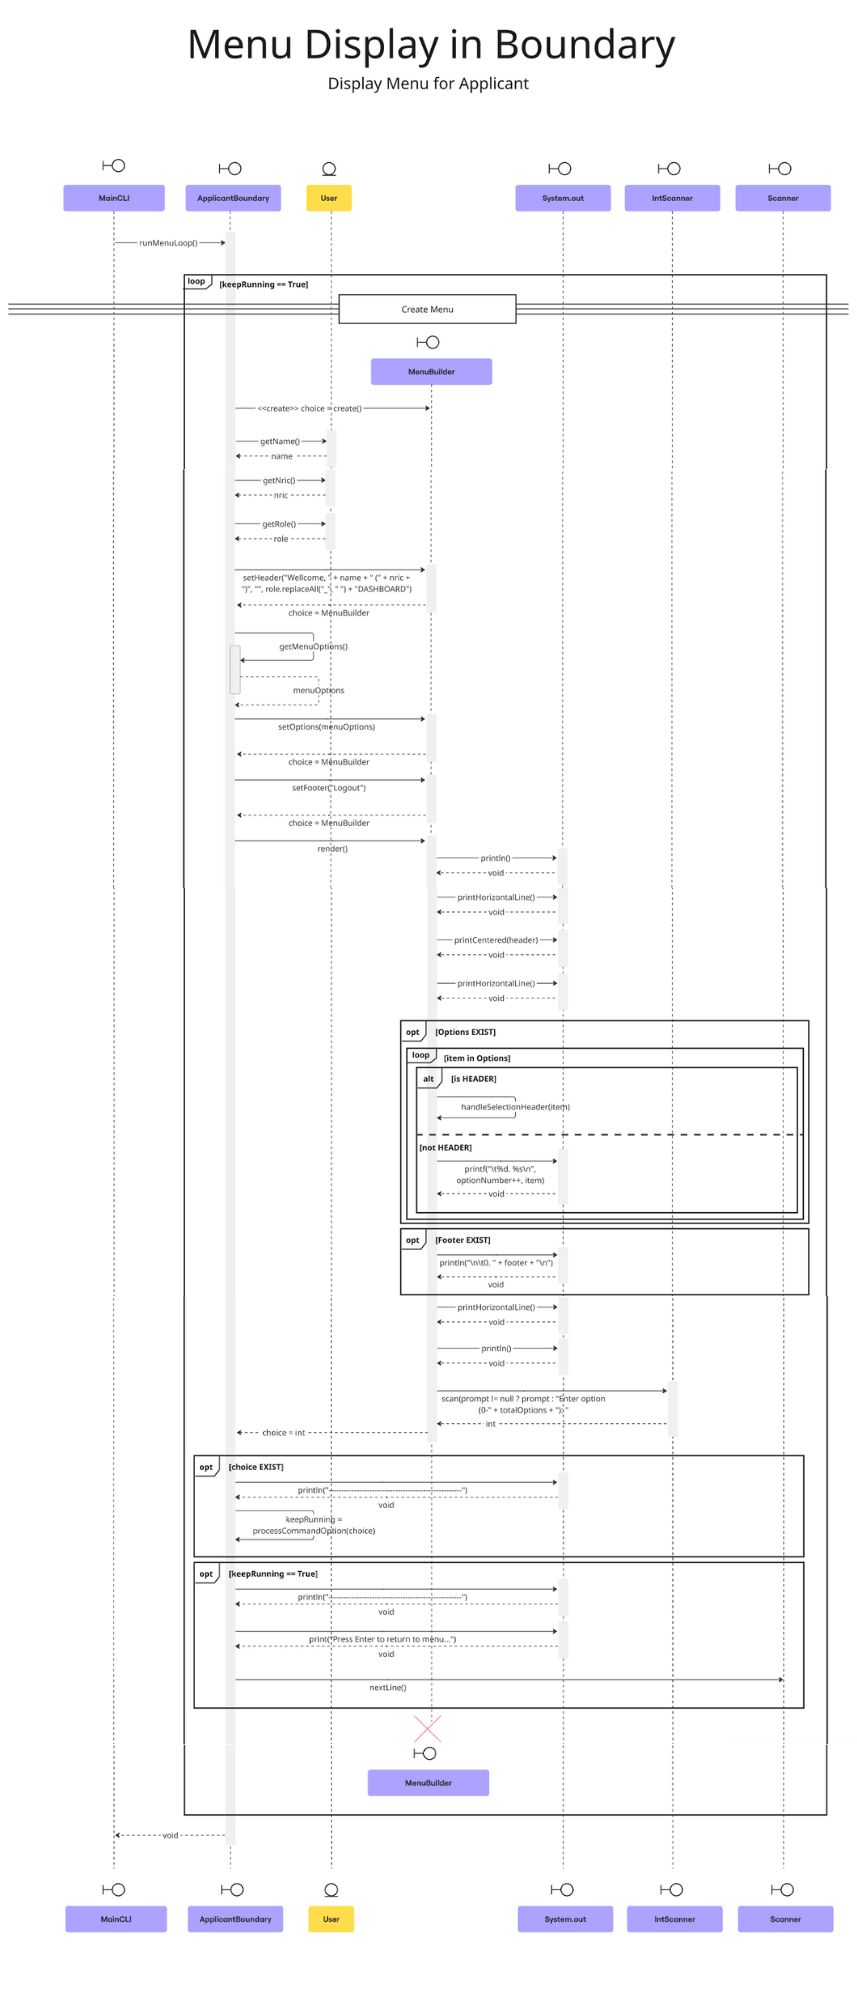 Menu Display in Boundary
Display Menu for Applicant
MainCLI
ApplicantBoundary
User
System.out
IntScanner
Scanner
runMenuLoop()
loop
[keepRunning == True]
Create Menu
MenuBuilder
<<create>> choice = create()
getName()
name
getNric()
nric
getRole()
role
setHeader("Wellcome, " + name + " (" + nric +
")", "", role.replaceAll("_", " ") + "DASHBOARD")
choice = MenuBuilder
getMenuOptions()
menuOptions
setOptions(menuOptions)
choice = MenuBuilder
setFooter("Logout")
choice = MenuBuilder
render()
println()
void
printHorizontalLine()
void
printCentered(header)
void
printHorizontalLine()
void
opt
[Options EXIST]
loop
[item in Options]
alt
[is HEADER]
handleSelectionHeader(item)
[not HEADER]
printf("\t%d. %s\n",
optionNumber++, item)
void
opt
[Footer EXIST]
println("\n\t0. " + footer + "\n")
void
printHorizontalLine()
void
println()
void
scan(prompt != null ? prompt : "Enter option
(0-" + totalOptions + "): "
int
choice = int
opt
[choice EXIST]
void
keepRunning =
processCommandOption(choice)
opt
[keepRunning == True]
void
print("Press Enter to return to menu...")
void
nextLine()
MenuBuilder
void
MainCLI
ApplicantBoundary
User
System.out
IntScanner
Scanner